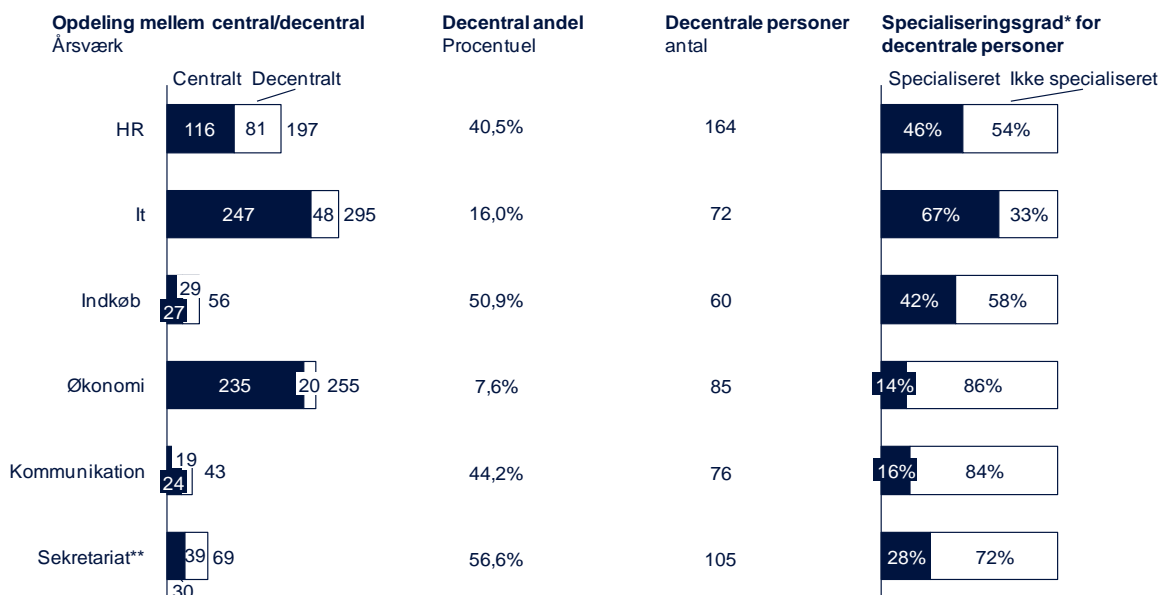 Opdeling mellem central/decentral Decentral andel Decentrale personer Specialiseringsgrad* for
Årsværk Procentuel antal decentrale personer
Centralt Decentralt Specialiseret Ikke specialiseret
HR 116 81 197 40,5% 164 46% 54%
It 247 48 295 16,0% 72 67% 33%
Indkøb 27 29 56 50,9% 60 42% 58%
Økonomi 235 20 255 7,6% 85 14% 86%
Kommunikation 24 19 43 44,2% 76 16% 84%
Sekretariat** 39 69 56,6% 105 28% 72%
30